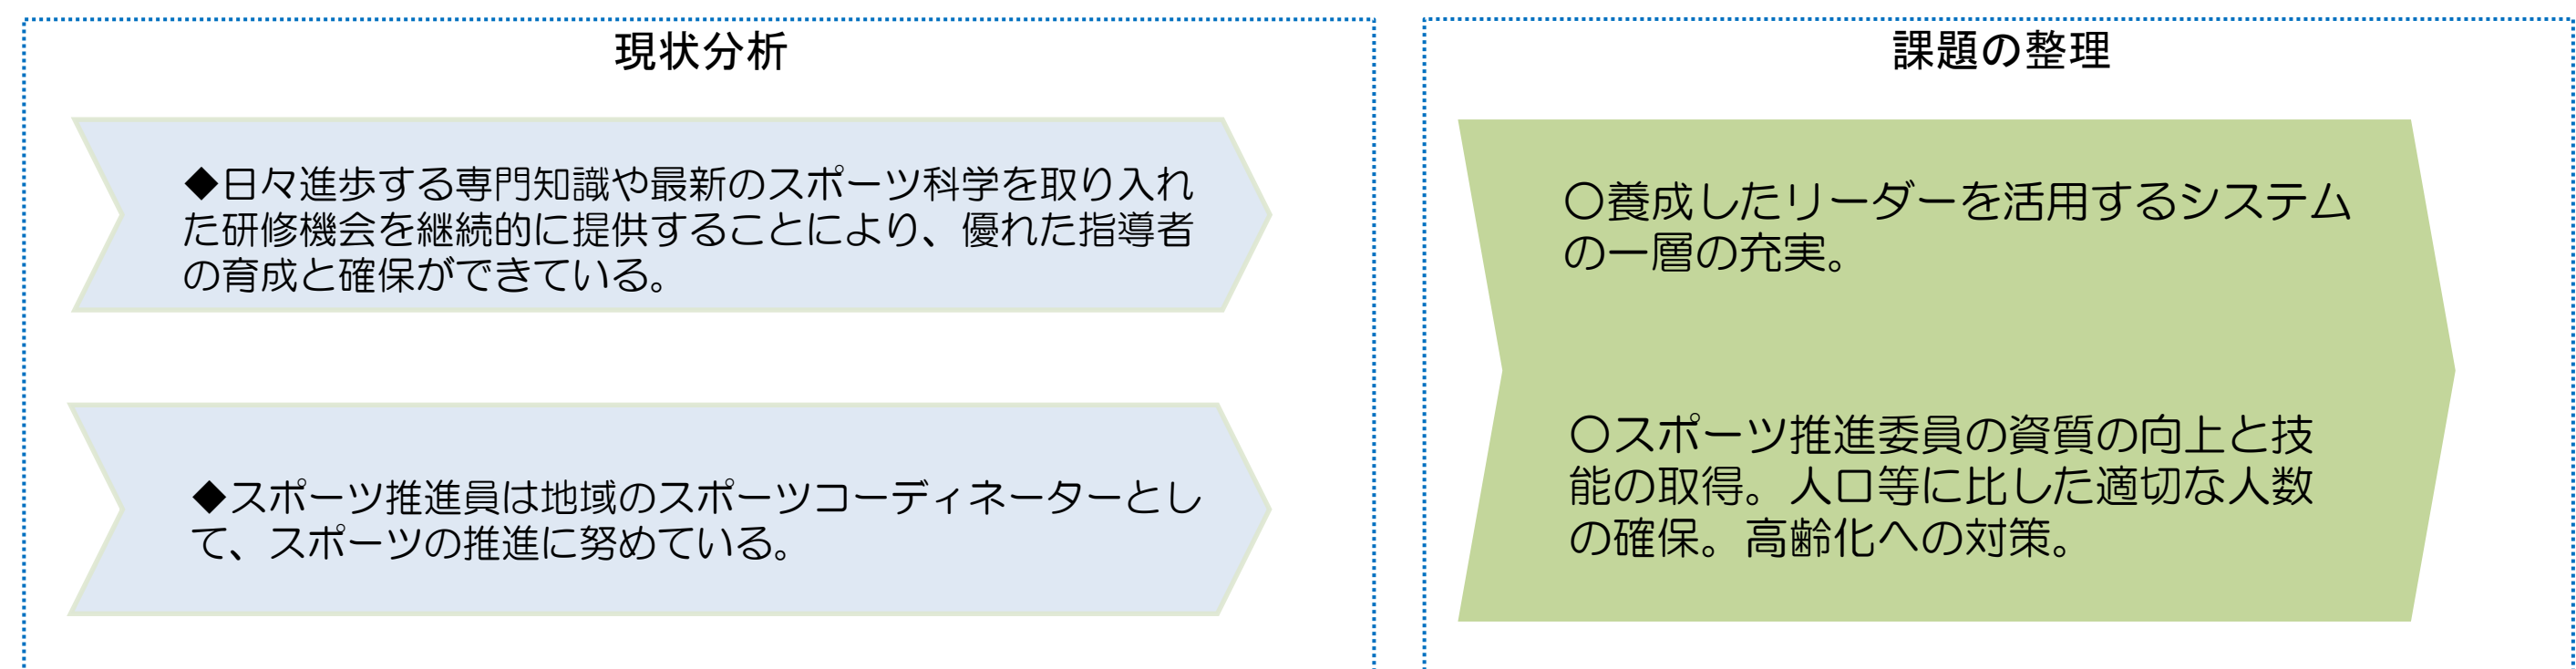 現状分析
◆日々進歩する専門知識や最新のスポーツ科学を取り入れ
た研修機会を継続的に提供することにより、優れた指導者
の育成と確保ができている。
◆スポーツ推進員は地域のスポーツコーディネーターとし
て、スポーツの推進に努めている。
課題の整理
○養成したリーダーを活用するシステム
の一層の充実。
○スポーツ推進委員の資質の向上と技
能の取得。人口等に比した適切な人数
の確保。高齢化への対策。